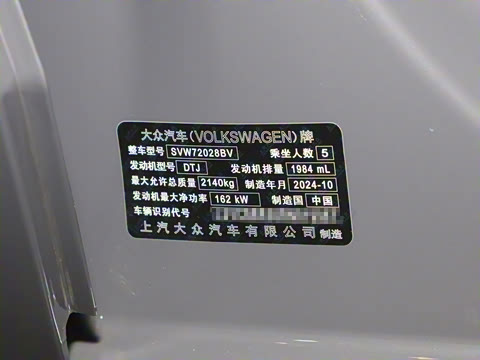 大众汽车(VOLKSWAGEN)牌
整车型号 SVW72028BV 乘坐人数 5
发动机型号 DTJ 发动机排量 1984 mL
最大允许总质量 2140kg 制造年月 2024-10
发动机最大净功率 162 kW 制造国 中国
车辆识别代号
上汽大众汽车有限公司制造